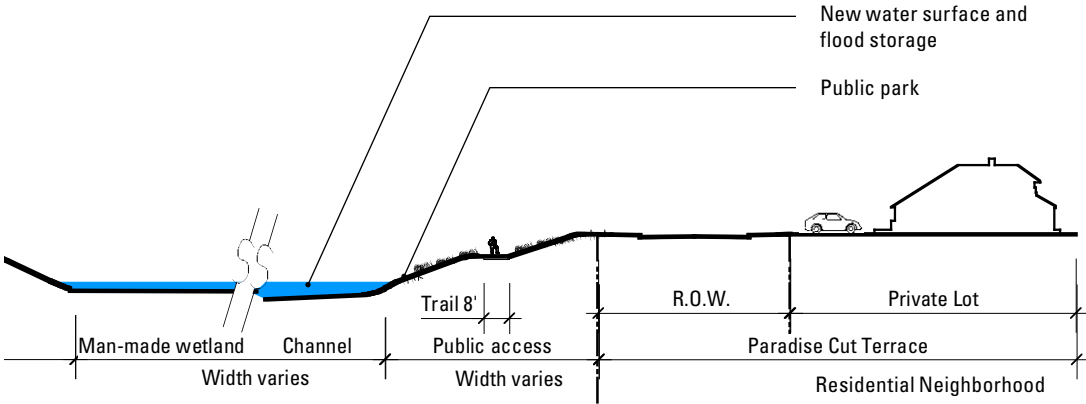 New water surface and
flood storage
Public park
Trail 8'
R.O.W.
Private Lot
Man-made wetland
Channel
Public access
Paradise Cut Terrace
Width varies
Width varies
Residential Neighborhood